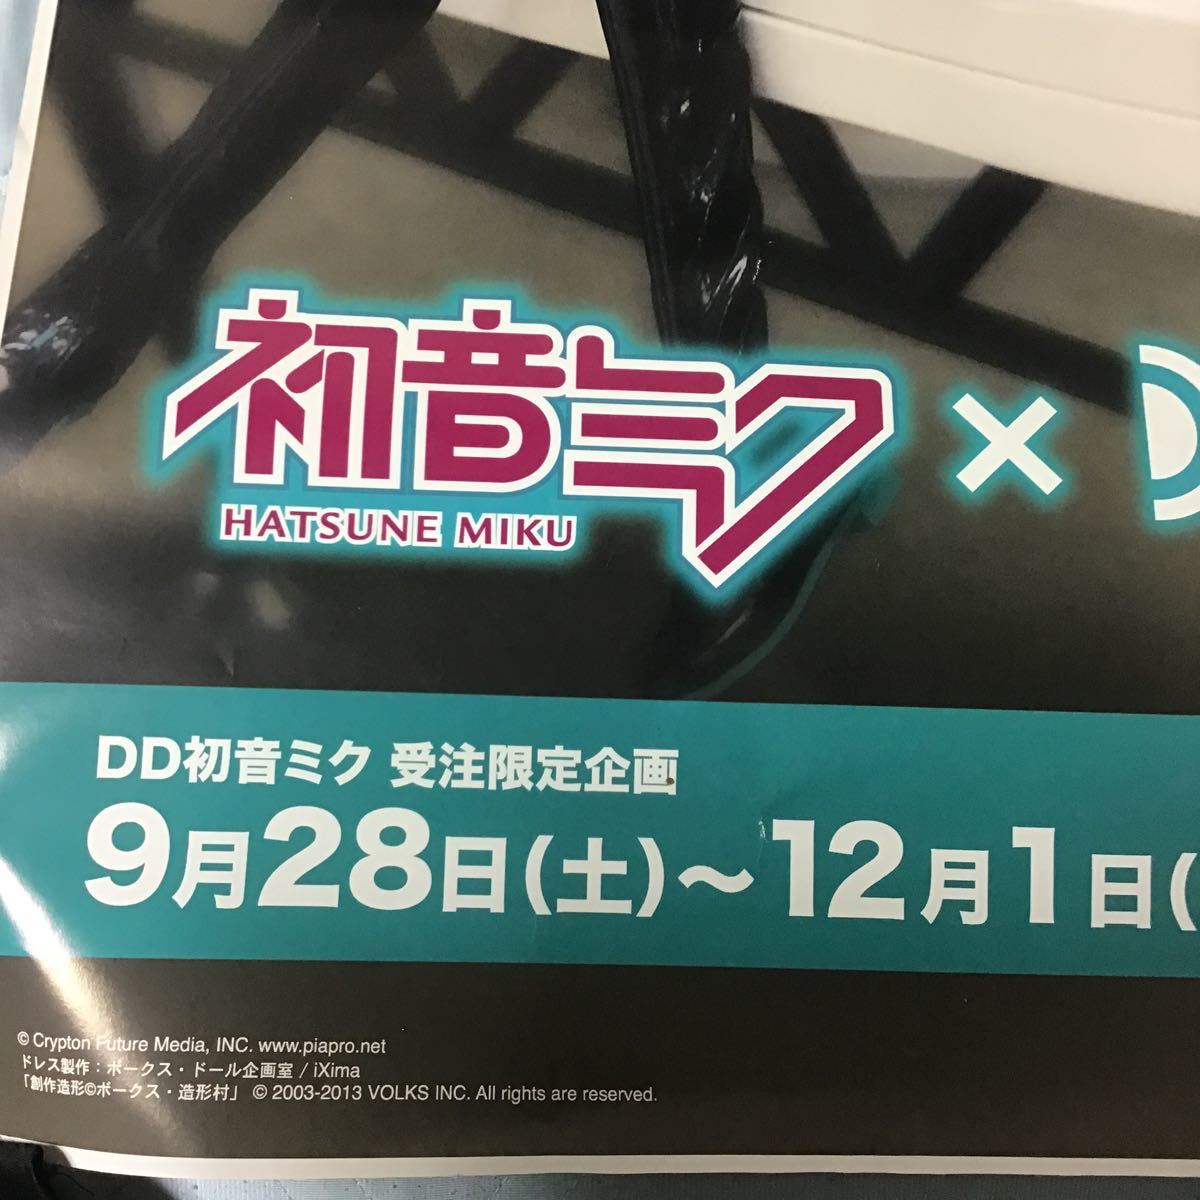 初音ミク ×
HATSUNE MIKU
DD初音ミク 受注限定企画
9月28日(土)～12月1日(
© Crypton Future Media, INC. www.piapro.net
ドレス製作：ボークス・ドール企画室 / iXima
「創作造形©ボークス・造形村」 © 2003-2013 VOLKS INC. All rights are reserved.